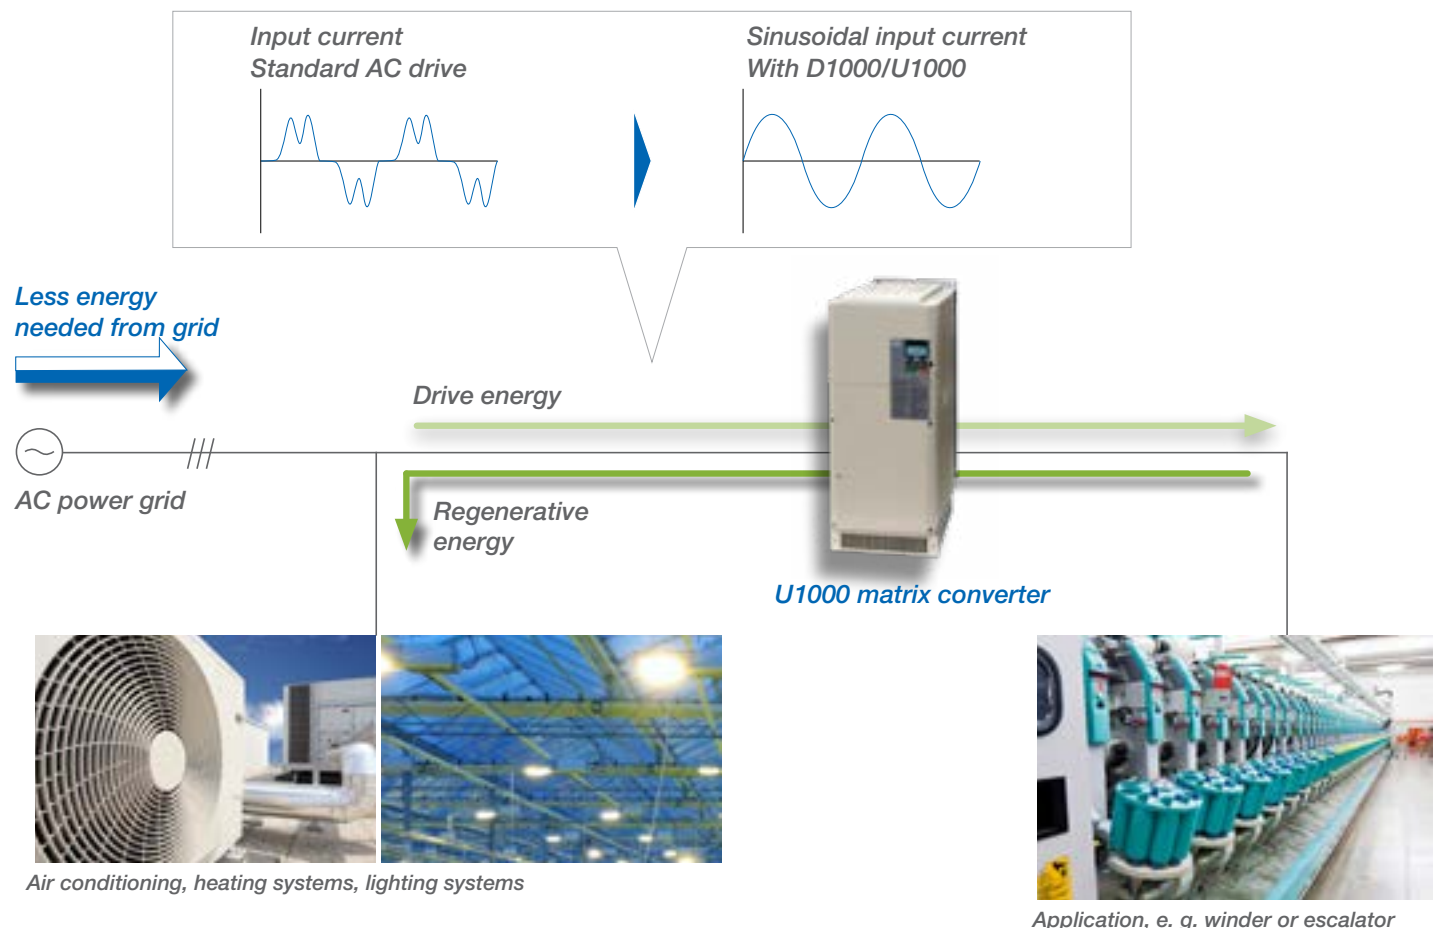 Input current
Standard AC drive
Sinusoidal input current
With D1000/U1000
Less energy
needed from grid
Drive energy
AC power grid
Regenerative
energy
U1000 matrix converter
Air conditioning, heating systems, lighting systems
Application, e. g. winder or escalator